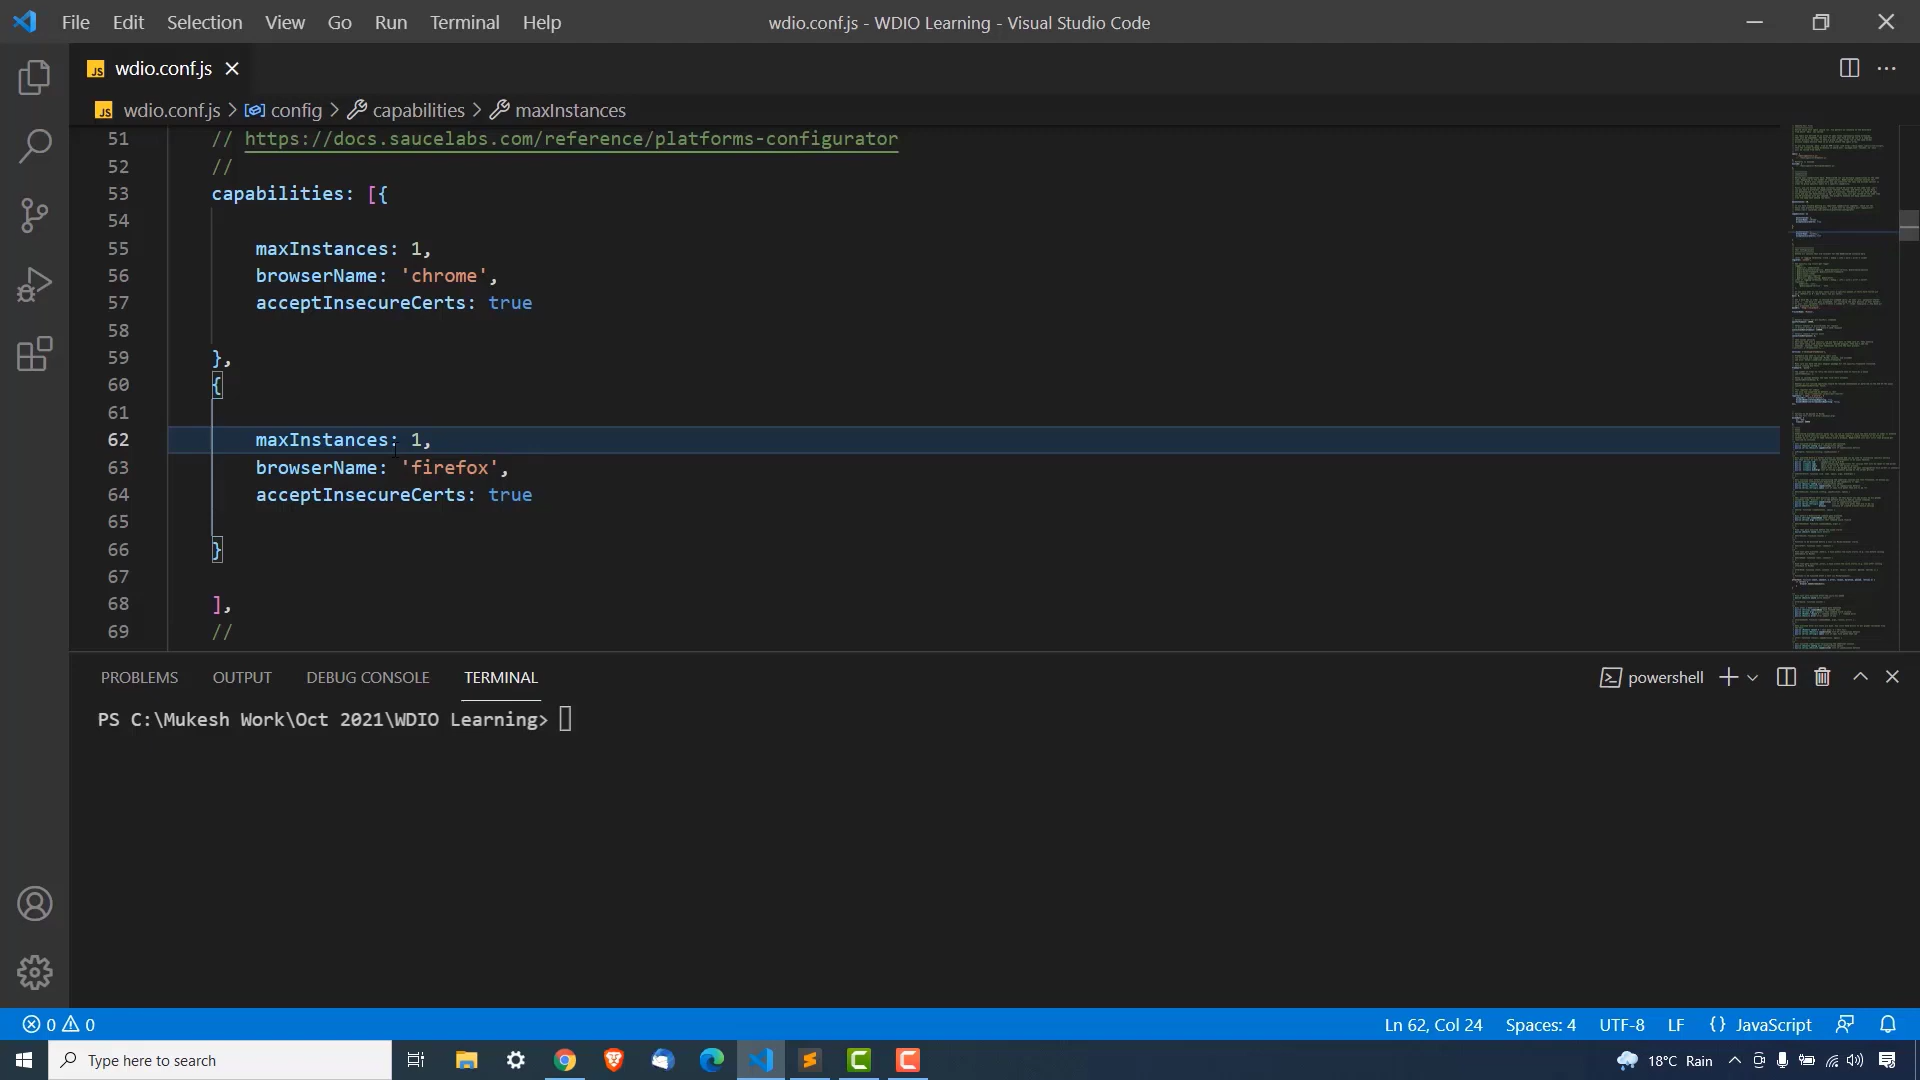 File Edit Selection View Go Run Terminal Help
wdio.conf.js - WDIO Learning - Visual Studio Code
JS wdio.conf.js
JS wdio.conf.js > config > capabilities > maxInstances
51 // https://docs.saucelabs.com/reference/platforms-configurator
52 //
53 capabilities: [{
54
55 maxInstances: 1,
56 browserName: 'chrome',
57 acceptInsecureCerts: true
58
59 },
60 {
61
62 maxInstances: 1,
63 browserName: 'firefox',
64 acceptInsecureCerts: true
65
66 }
67
68 ],
69 //
PROBLEMS OUTPUT DEBUG CONSOLE TERMINAL powershell
PS C:\Mukesh Work\Oct 2021\WDIO Learning>
0 0 Ln 62, Col 24 Spaces: 4 UTF-8 LF {} JavaScript
Type here to search 18°C Rain